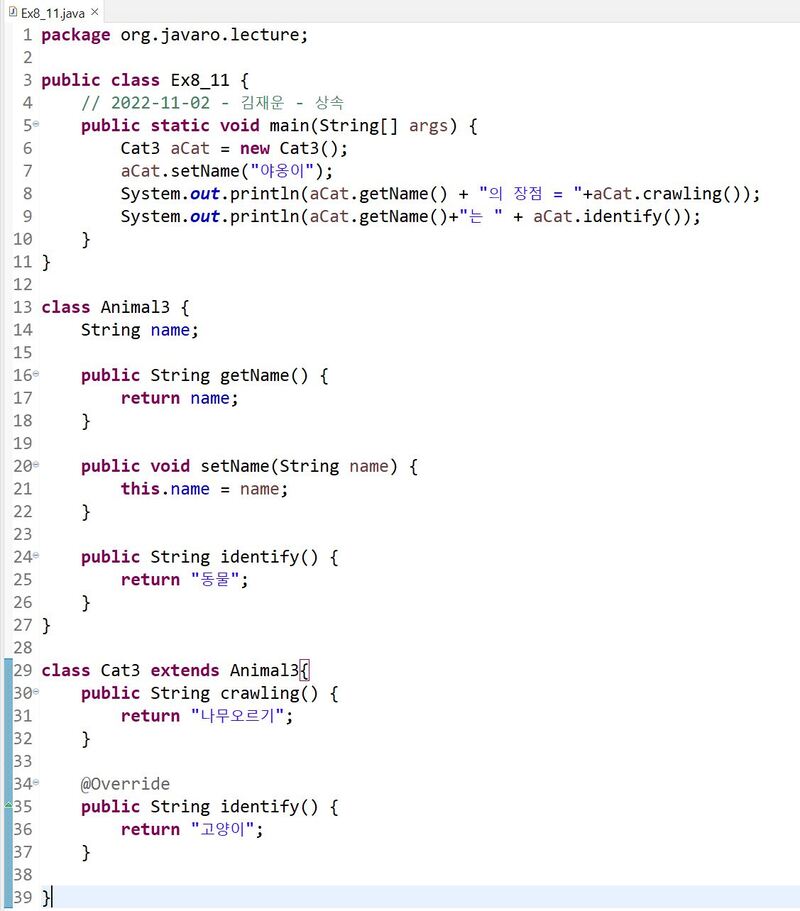 Ex8_11.java
1 package org.javaro.lecture;
2
3 public class Ex8_11 {
4 // 2022-11-02 - 김재운 - 상속
5 public static void main(String[] args) {
6 Cat3 aCat = new Cat3();
7 aCat.setName("야옹이");
8 System.out.println(aCat.getName() + "의 장점 = "+aCat.crawling());
9 System.out.println(aCat.getName()+"는 " + aCat.identify());
10 }
11 }
12
13 class Animal3 {
14 String name;
15
16 public String getName() {
17 return name;
18 }
19
20 public void setName(String name) {
21 this.name = name;
22 }
23
24 public String identify() {
25 return "동물";
26 }
27 }
28
29 class Cat3 extends Animal3{
30 public String crawling() {
31 return "나무오르기";
32 }
33
34 @Override
35 public String identify() {
36 return "고양이";
37 }
38
39 }